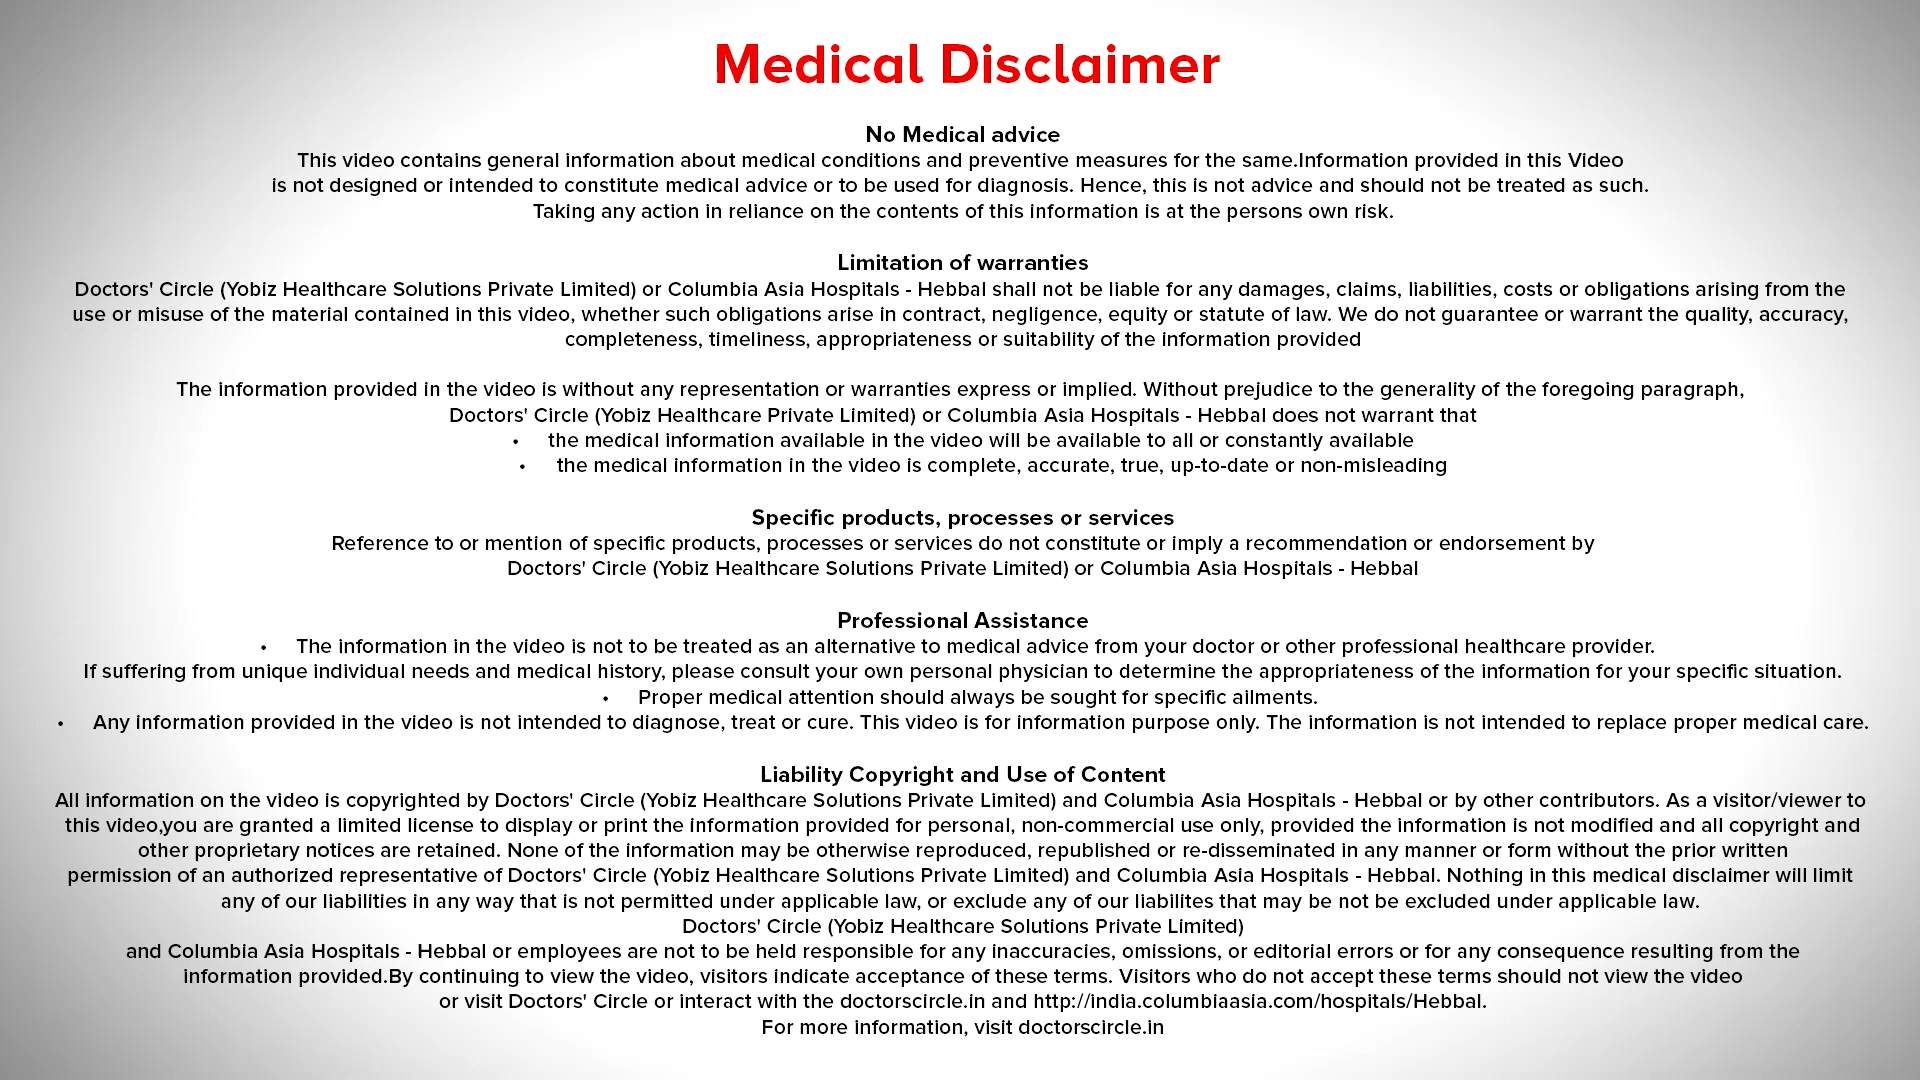 Medical Disclaimer
No Medical advice
This video contains general information about medical conditions and preventive measures for the same.Information provided in this Video
is not designed or intended to constitute medical advice or to be used for diagnosis. Hence, this is not advice and should not be treated as such.
Taking any action in reliance on the contents of this information is at the persons own risk.
Limitation of warranties
Doctors' Circle (Yobiz Healthcare Solutions Private Limited) or Columbia Asia Hospitals - Hebbal shall not be liable for any damages, claims, liabilities, costs or obligations arising from the
use or misuse of the material contained in this video, whether such obligations arise in contract, negligence, equity or statute of law. We do not guarantee or warrant the quality, accuracy,
completeness, timeliness, appropriateness or suitability of the information provided
The information provided in the video is without any representation or warranties express or implied. Without prejudice to the generality of the foregoing paragraph,
Doctors' Circle (Yobiz Healthcare Private Limited) or Columbia Asia Hospitals - Hebbal does not warrant that
• the medical information available in the video will be available to all or constantly available
• the medical information in the video is complete, accurate, true, up-to-date or non-misleading
Specific products, processes or services
Reference to or mention of specific products, processes or services do not constitute or imply a recommendation or endorsement by
Doctors' Circle (Yobiz Healthcare Solutions Private Limited) or Columbia Asia Hospitals - Hebbal
Professional Assistance
• The information in the video is not to be treated as an alternative to medical advice from your doctor or other professional healthcare provider.
If suffering from unique individual needs and medical history, please consult your own personal physician to determine the appropriateness of the information for your specific situation.
• Proper medical attention should always be sought for specific ailments.
• Any information provided in the video is not intended to diagnose, treat or cure. This video is for information purpose only. The information is not intended to replace proper medical care.
Liability Copyright and Use of Content
All information on the video is copyrighted by Doctors' Circle (Yobiz Healthcare Solutions Private Limited) and Columbia Asia Hospitals - Hebbal or by other contributors. As a visitor/viewer to
this video,you are granted a limited license to display or print the information provided for personal, non-commercial use only, provided the information is not modified and all copyright and
other proprietary notices are retained. None of the information may be otherwise reproduced, republished or re-disseminated in any manner or form without the prior written
permission of an authorized representative of Doctors' Circle (Yobiz Healthcare Solutions Private Limited) and Columbia Asia Hospitals - Hebbal. Nothing in this medical disclaimer will limit
any of our liabilities in any way that is not permitted under applicable law, or exclude any of our liabilites that may be not be excluded under applicable law.
Doctors' Circle (Yobiz Healthcare Solutions Private Limited)
and Columbia Asia Hospitals - Hebbal or employees are not to be held responsible for any inaccuracies, omissions, or editorial errors or for any consequence resulting from the
information provided.By continuing to view the video, visitors indicate acceptance of these terms. Visitors who do not accept these terms should not view the video
or visit Doctors' Circle or interact with the doctorscircle.in and http://india.columbiaasia.com/hospitals/Hebbal.
For more information, visit doctorscircle.in